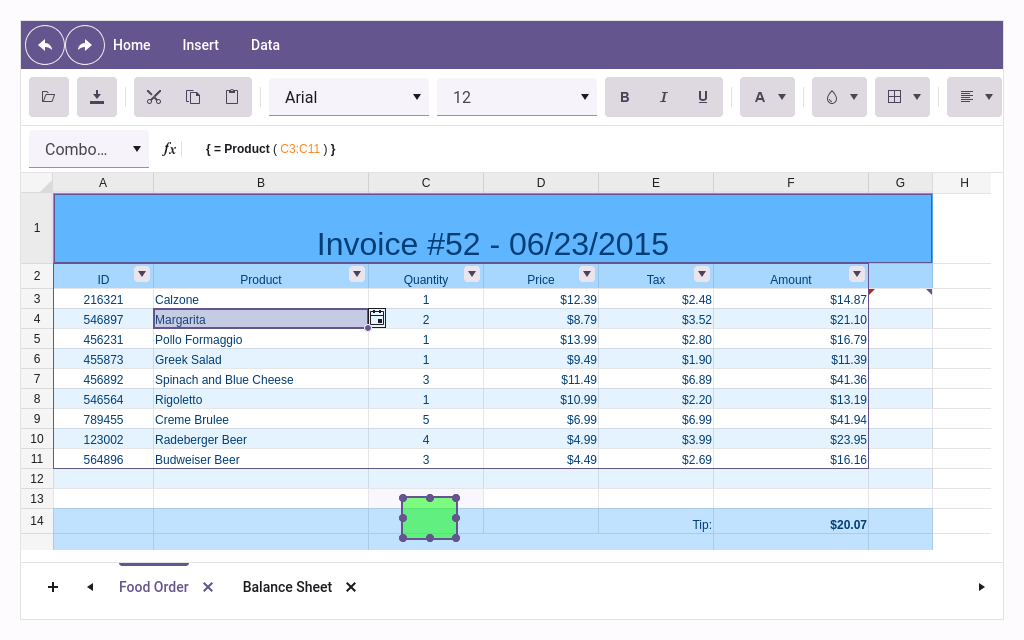 Home Insert Data
Arial 12 B I U A
Combo... fx { = Product ( C3:C11 ) }
A B C D E F G H
1 Invoice #52 - 06/23/2015
2 ID Product Quantity Price Tax Amount
3 216321 Calzone 1 $12.39 $2.48 $14.87
4 546897 Margarita 2 $8.79 $3.52 $21.10
5 456231 Pollo Formaggio 1 $13.99 $2.80 $16.79
6 455873 Greek Salad 1 $9.49 $1.90 $11.39
7 456892 Spinach and Blue Cheese 3 $11.49 $6.89 $41.36
8 546564 Rigoletto 1 $10.99 $2.20 $13.19
9 789455 Creme Brulee 5 $6.99 $6.99 $41.94
10 123002 Radeberger Beer 4 $4.99 $3.99 $23.95
11 564896 Budweiser Beer 3 $4.49 $2.69 $16.16
12
13
14 Tip: $20.07
Food Order Balance Sheet